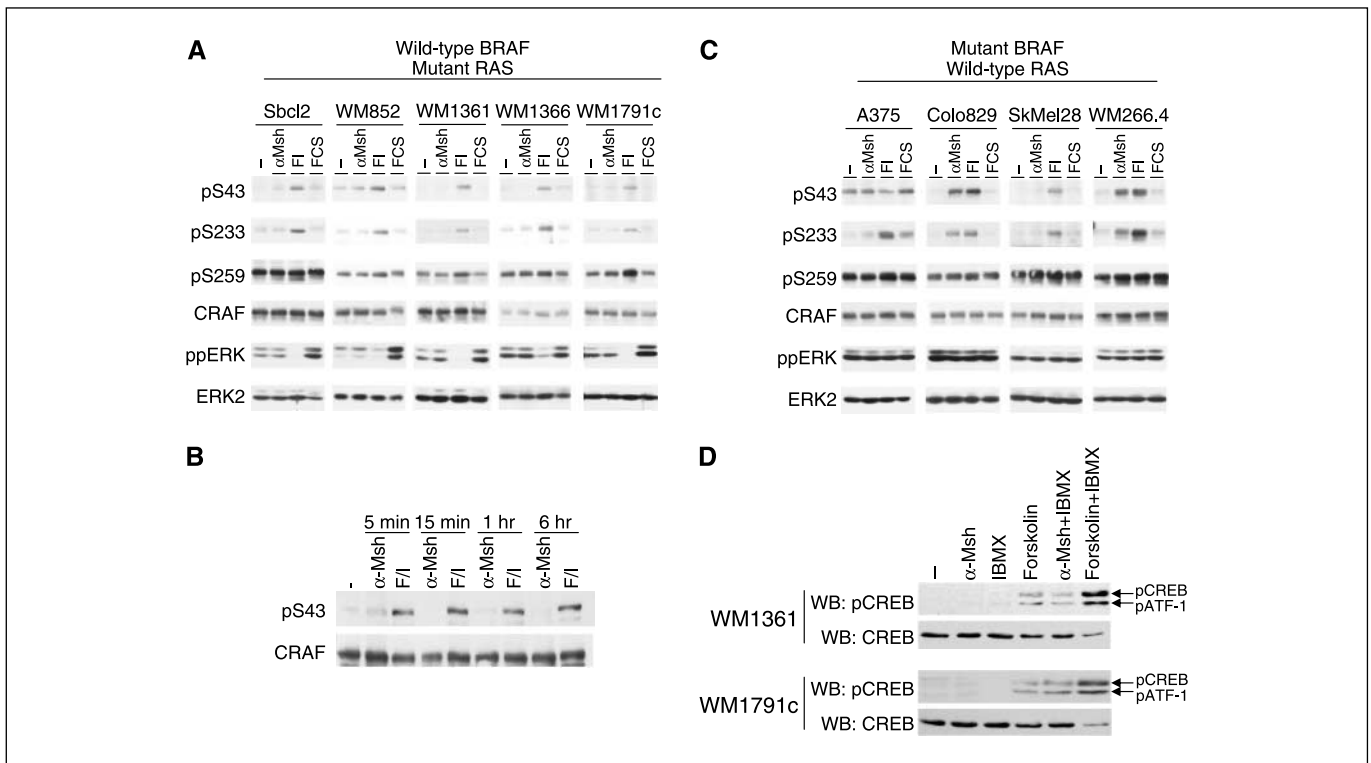 A
Wild-type BRAF
Mutant RAS
Sbcl2 WM852 WM1361 WM1366 WM1791c
– αMsh FI FCS – αMsh FI FCS – αMsh FI FCS – αMsh FI FCS – αMsh FI FCS
pS43
pS233
pS259
CRAF
ppERK
ERK2
C
Mutant BRAF
Wild-type RAS
A375 Colo829 SkMel28 WM266.4
– αMsh FI FCS – αMsh FI FCS – αMsh FI FCS – αMsh FI FCS
pS43
pS233
pS259
CRAF
ppERK
ERK2
B
5 min 15 min 1 hr 6 hr
- α-Msh F/I α-Msh F/I α-Msh F/I α-Msh F/I
pS43
CRAF
D
– α-Msh IBMX Forskolin α-Msh+IBMX Forskolin+IBMX
WM1361
WB: pCREB
pCREB
pATF-1
WB: CREB
WM1791c
WB: pCREB
pCREB
pATF-1
WB: CREB